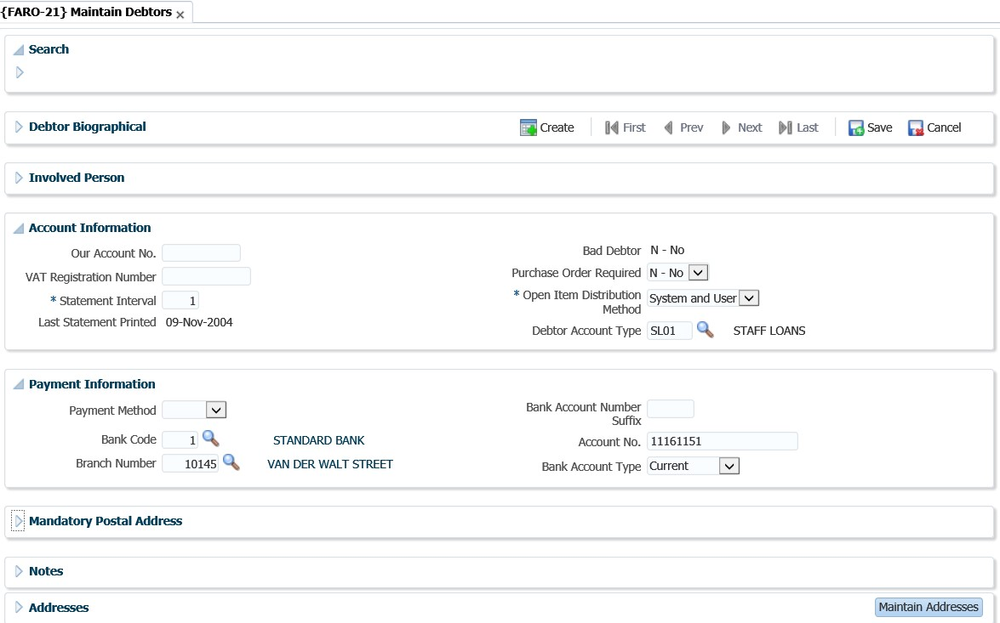 {FARO-21} Maintain Debtors
Search
Debtor Biographical Create First Prev Next Last Save Cancel
Involved Person
Account Information
Our Account No.
VAT Registration Number
* Statement Interval 1
Last Statement Printed 09-Nov-2004
Bad Debtor N - No
Purchase Order Required N - No
* Open Item Distribution
Method
System and User
Debtor Account Type SL01 STAFF LOANS
Payment Information
Payment Method
Bank Code 1 STANDARD BANK
Branch Number 10145 VAN DER WALT STREET
Bank Account Number
Suffix
Account No. 11161151
Bank Account Type Current
Mandatory Postal Address
Notes
Addresses Maintain Addresses